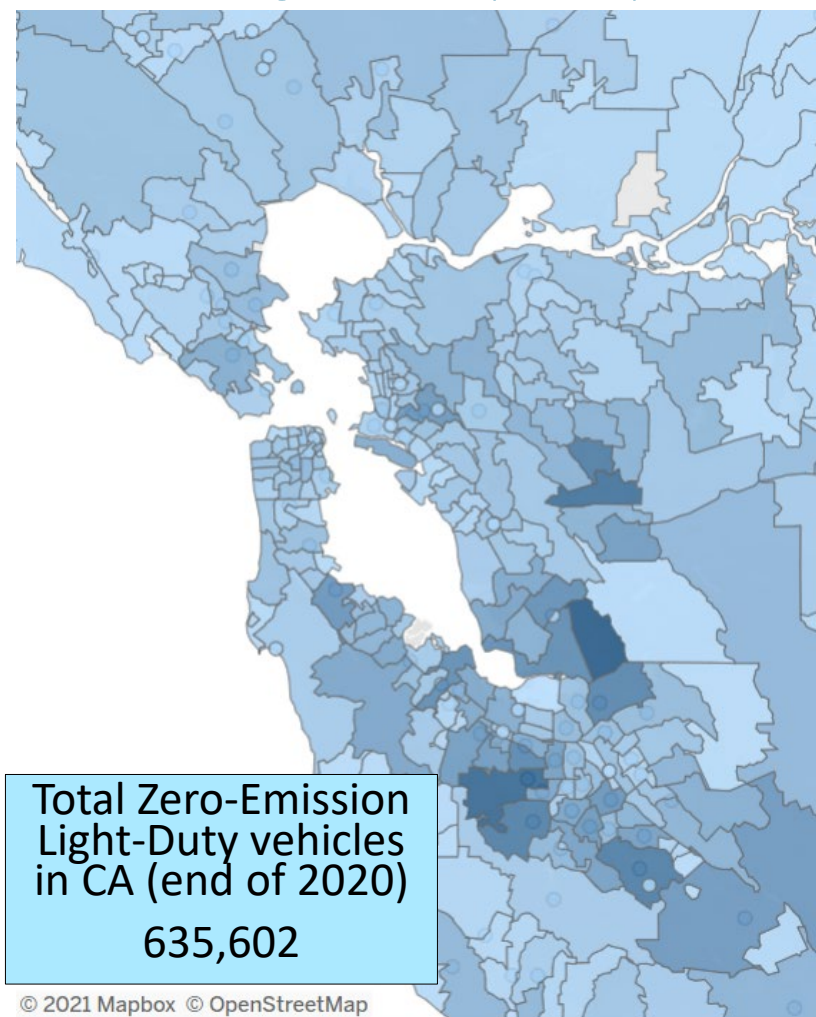 Total Zero-Emission
Light-Duty vehicles
in CA (end of 2020)
635,602
© 2021 Mapbox © OpenStreetMap